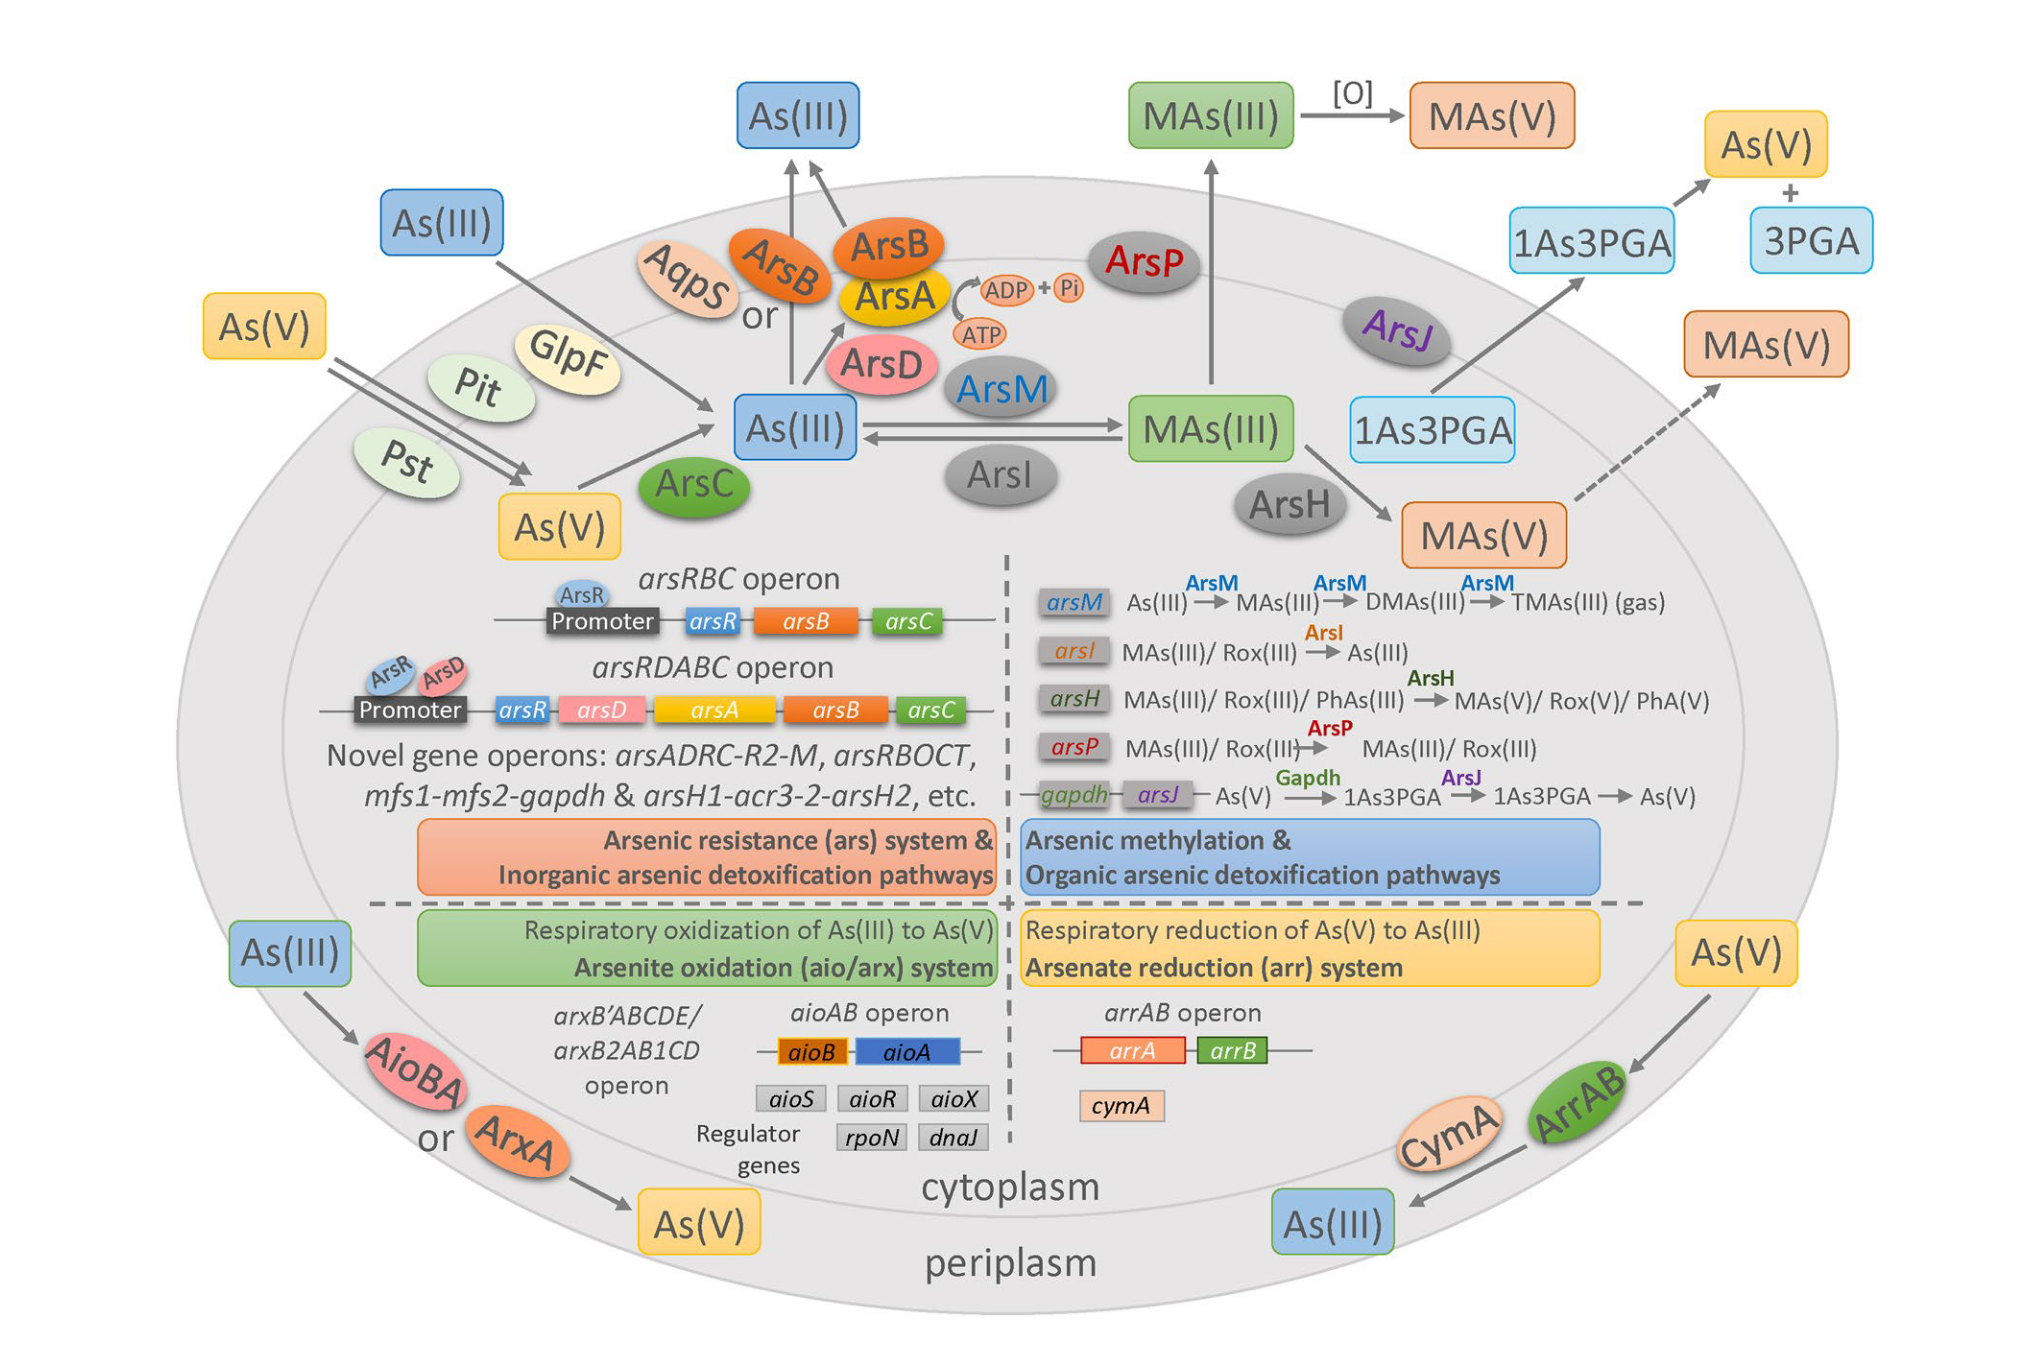 As(III)
MAs(III)
[O]
MAs(V)
As(V)
+
3PGA
1As3PGA
As(III)
As(V)
MAs(V)
AqpS
or
ArsB
ArsB
ArsA
ADP + Pi
ATP
ArsD
ArsP
ArsJ
GlpF
Pit
Pst
As(III)
ArsM
ArsI
MAs(III)
1As3PGA
ArsC
As(V)
ArsH
MAs(V)
arsRBC operon
ArsR
Promoter arsR arsB arsC
arsRDABC operon
ArsR ArsD
Promoter arsR arsD arsA arsB arsC
Novel gene operons: arsADRC-R2-M, arsRBOCT,
mfs1-mfs2-gapdh & arsH1-acr3-2-arsH2, etc.
Arsenic resistance (ars) system &
Inorganic arsenic detoxification pathways
ArsM ArsM ArsM
arsM As(III) MAs(III) DMAs(III) TMAs(III) (gas)
ArsI
arsI MAs(III)/ Rox(III) As(III)
ArsH
arsH MAs(III)/ Rox(III)/ PhAs(III) MAs(V)/ Rox(V)/ PhA(V)
ArsP
arsP MAs(III)/ Rox(III) MAs(III)/ Rox(III)
Gapdh ArsJ
gapdh arsJ As(V) 1As3PGA 1As3PGA As(V)
Arsenic methylation &
Organic arsenic detoxification pathways
Respiratory oxidization of As(III) to As(V)
Arsenite oxidation (aio/arx) system
Respiratory reduction of As(V) to As(III)
Arsenate reduction (arr) system
As(III)
AioBA
or
ArxA
As(V)
arxB’ABCDE/
arxB2AB1CD
operon
aioAB operon
aioB aioA
aioS aioR aioX
rpoN dnaJ
Regulator
genes
arrAB operon
arrA arrB
cymA
As(V)
ArrAB
CymA
As(III)
cytoplasm
periplasm